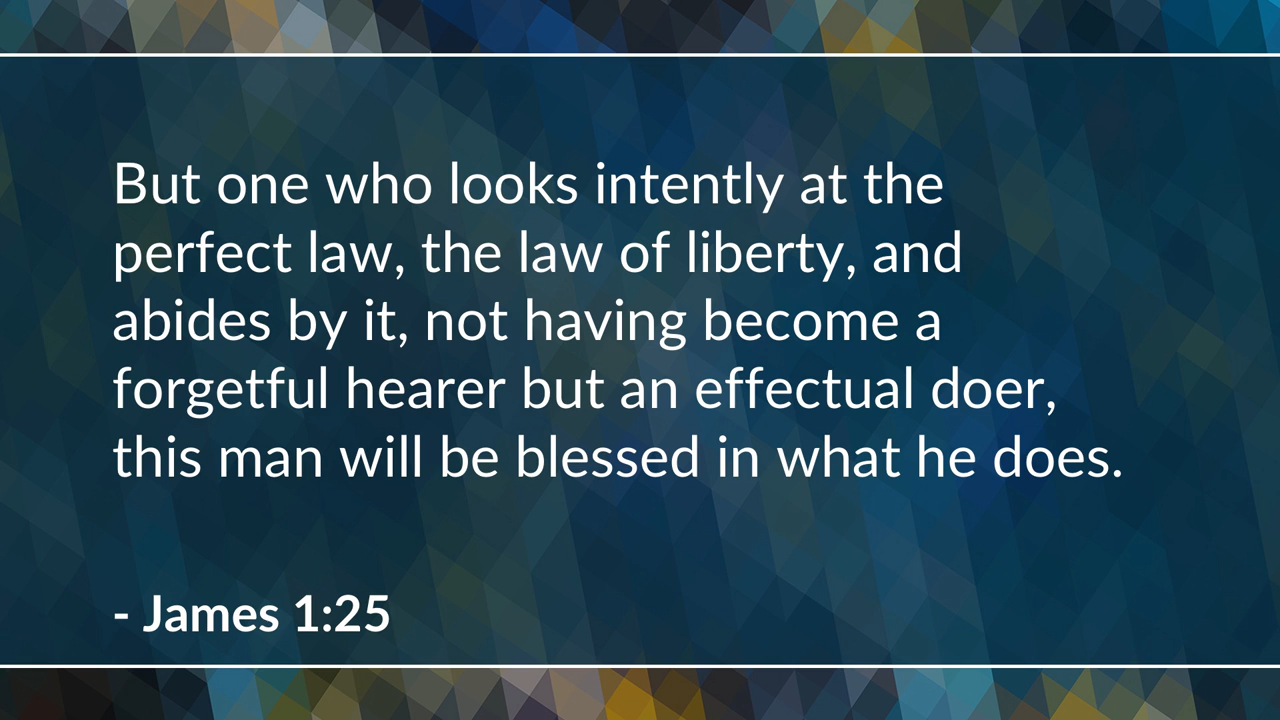 But one who looks intently at the
perfect law, the law of liberty, and
abides by it, not having become a
forgetful hearer but an effectual doer,
this man will be blessed in what he does.
- James 1:25